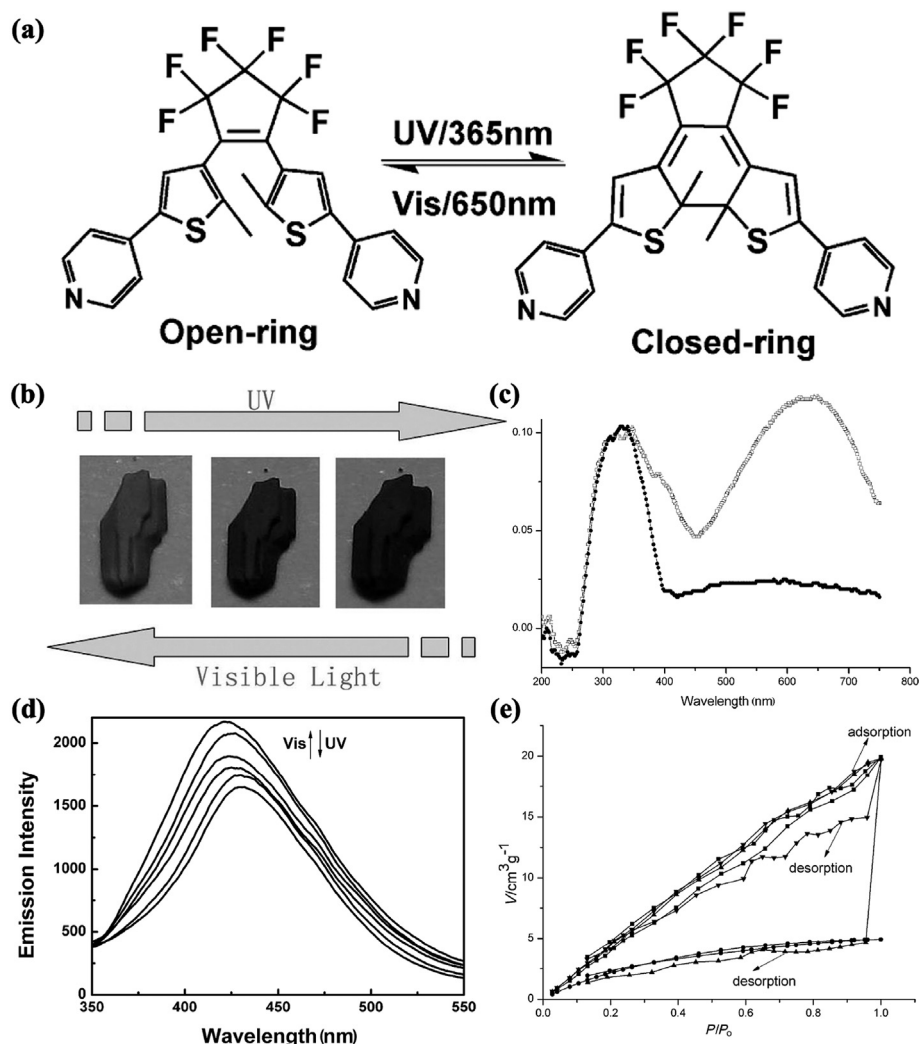 (a)
F F F F
F F F F
F F F F
UV/365nm
Vis/650nm
S S
S S
N N
N N
Open-ring
Closed-ring
(b)
UV
Visible Light
(c)
0.10
0.05
0.00
200 300 400 500 600 700 800
Wavelength (nm)
(d)
Vis UV
2000
1500
1000
500
0
350 400 450 500 550
Emission Intensity
Wavelength (nm)
(e)
adsorption
desorption
desorption
20
15
10
5
0
0.0 0.2 0.4 0.6 0.8 1.0
V/cm³g⁻¹
P/P₀